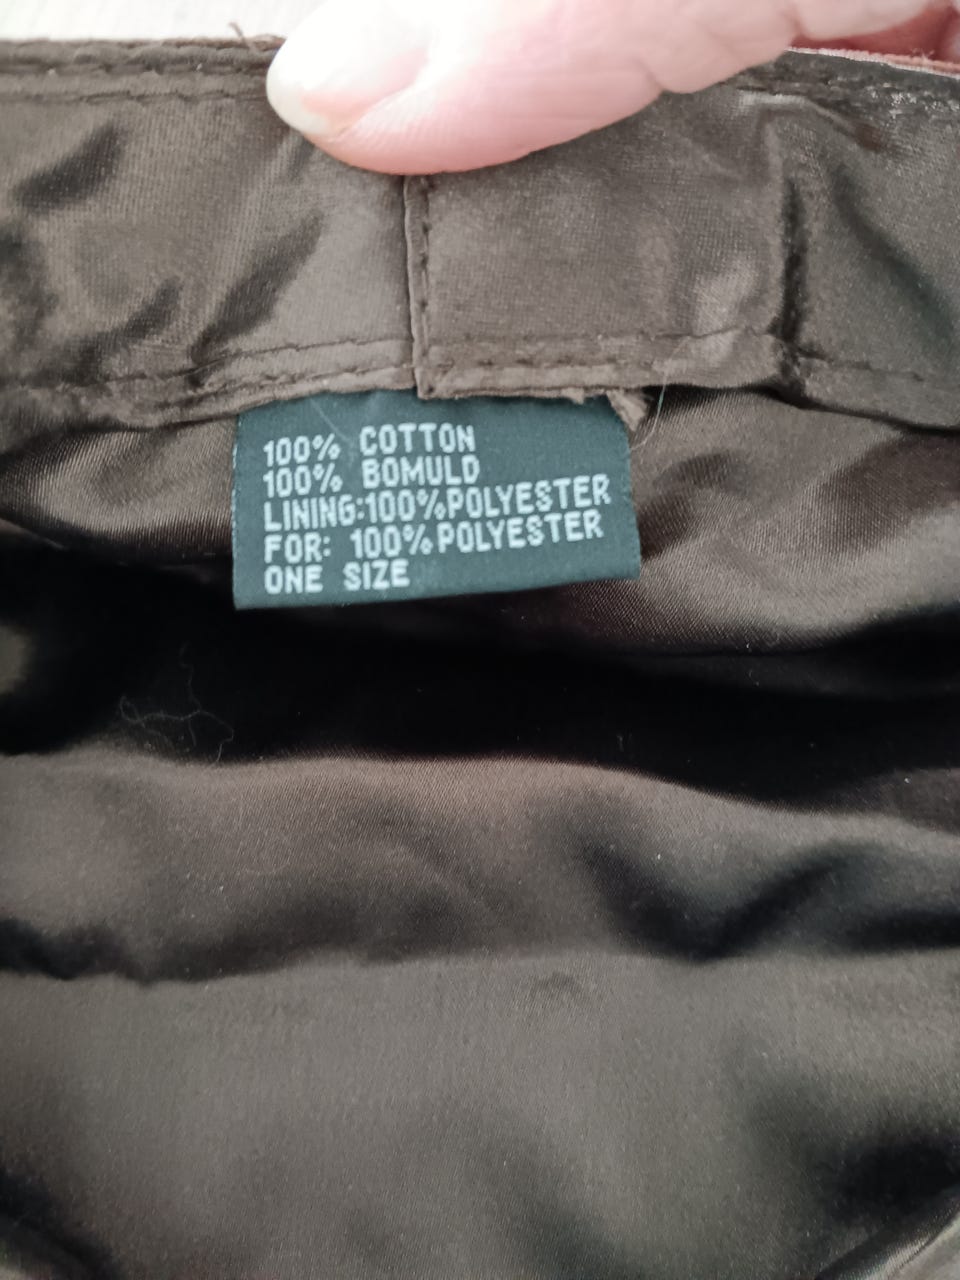 100% COTTON
100% BOMULD
LINING:100%POLYESTER
FOR: 100%POLYESTER
ONE SIZE